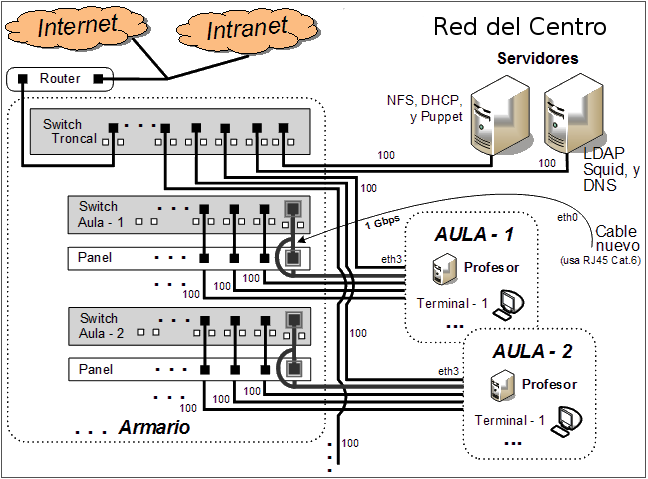 Internet
Intranet
Red del Centro
Servidores
Router
NFS, DHCP,
y Puppet
Switch
Troncal
. . .
100
100
LDAP
Squid, y
DNS
100
Switch
Aula - 1
. . .
1 Gbps
eth0
Cable
nuevo
(usa RJ45 Cat.6)
AULA - 1
Panel
. . .
eth3
Profesor
100
100
100
Terminal - 1
...
Switch
Aula - 2
. . .
100
AULA - 2
Panel
. . .
eth3
Profesor
100
100
100
Terminal - 1
...
. . . Armario
100